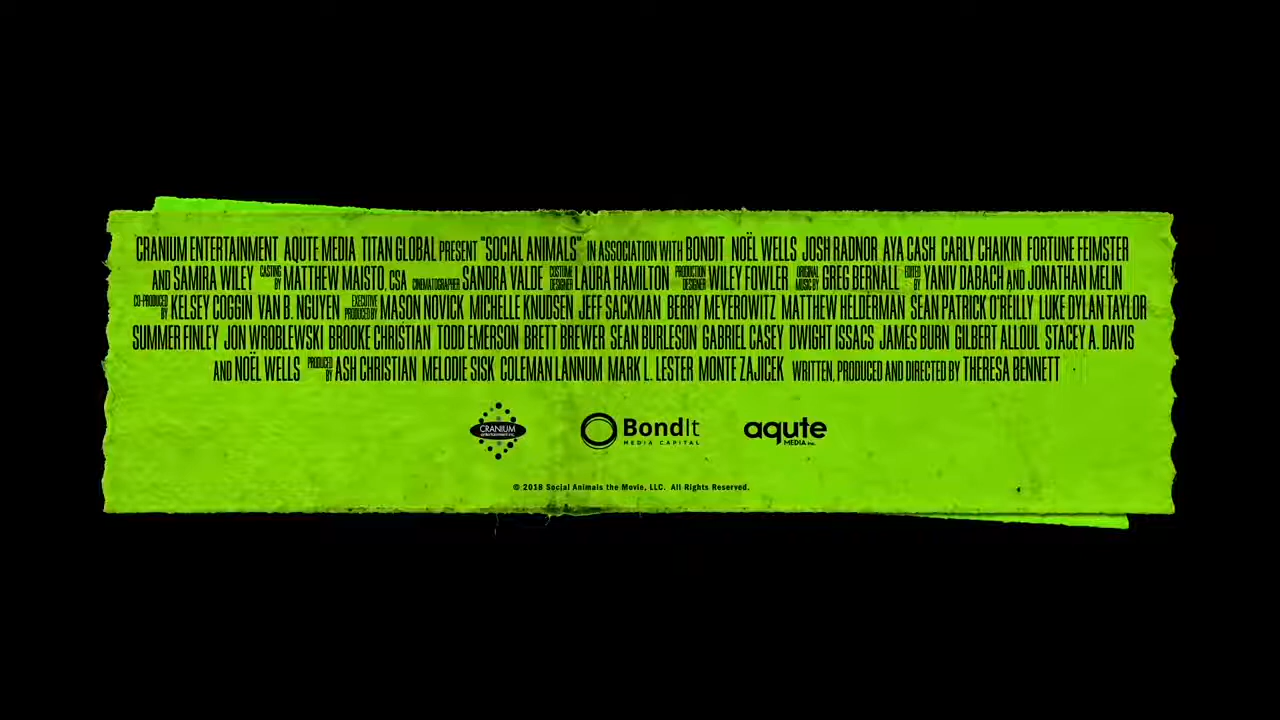 CRANIUM ENTERTAINMENT AQUTE MEDIA TITAN GLOBAL PRESENT "SOCIAL ANIMALS" IN ASSOCIATION WITH BONDIT NOËL WELLS JOSH RADNOR AYA CASH CARLY CHAIKIN FORTUNE FEIMSTER
AND SAMIRA WILEY CASTING BY MATTHEW MAISTO, CSA CINEMATOGRAPHER SANDRA VALDE COSTUME DESIGNER LAURA HAMILTON PRODUCTION DESIGNER WILEY FOWLER ORIGINAL MUSIC BY GREG BERNALL EDITED BY YANIV DABACH AND JONATHAN MELIN
CO-PRODUCED BY KELSEY COGGIN VAN B. NGUYEN EXECUTIVE PRODUCED BY MASON NOVICK MICHELLE KNUDSEN JEFF SACKMAN BERRY MEYEROWITZ MATTHEW HELDERMAN SEAN PATRICK O'REILLY LUKE DYLAN TAYLOR
SUMMER FINLEY JON WROBLEWSKI BROOKE CHRISTIAN TODD EMERSON BRETT BREWER SEAN BURLESON GABRIEL CASEY DWIGHT ISSACS JAMES BURN GILBERT ALLOUL STACEY A. DAVIS
AND NOËL WELLS PRODUCED BY ASH CHRISTIAN MELODIE SISK COLEMAN LANNUM MARK L. LESTER MONTE ZAJICEK WRITTEN, PRODUCED AND DIRECTED BY THERESA BENNETT
CRANIUM
entertainment inc.
BondIt
MEDIA CAPITAL
aqute
MEDIA Inc.
© 2018 Social Animals the Movie, LLC. All Rights Reserved.